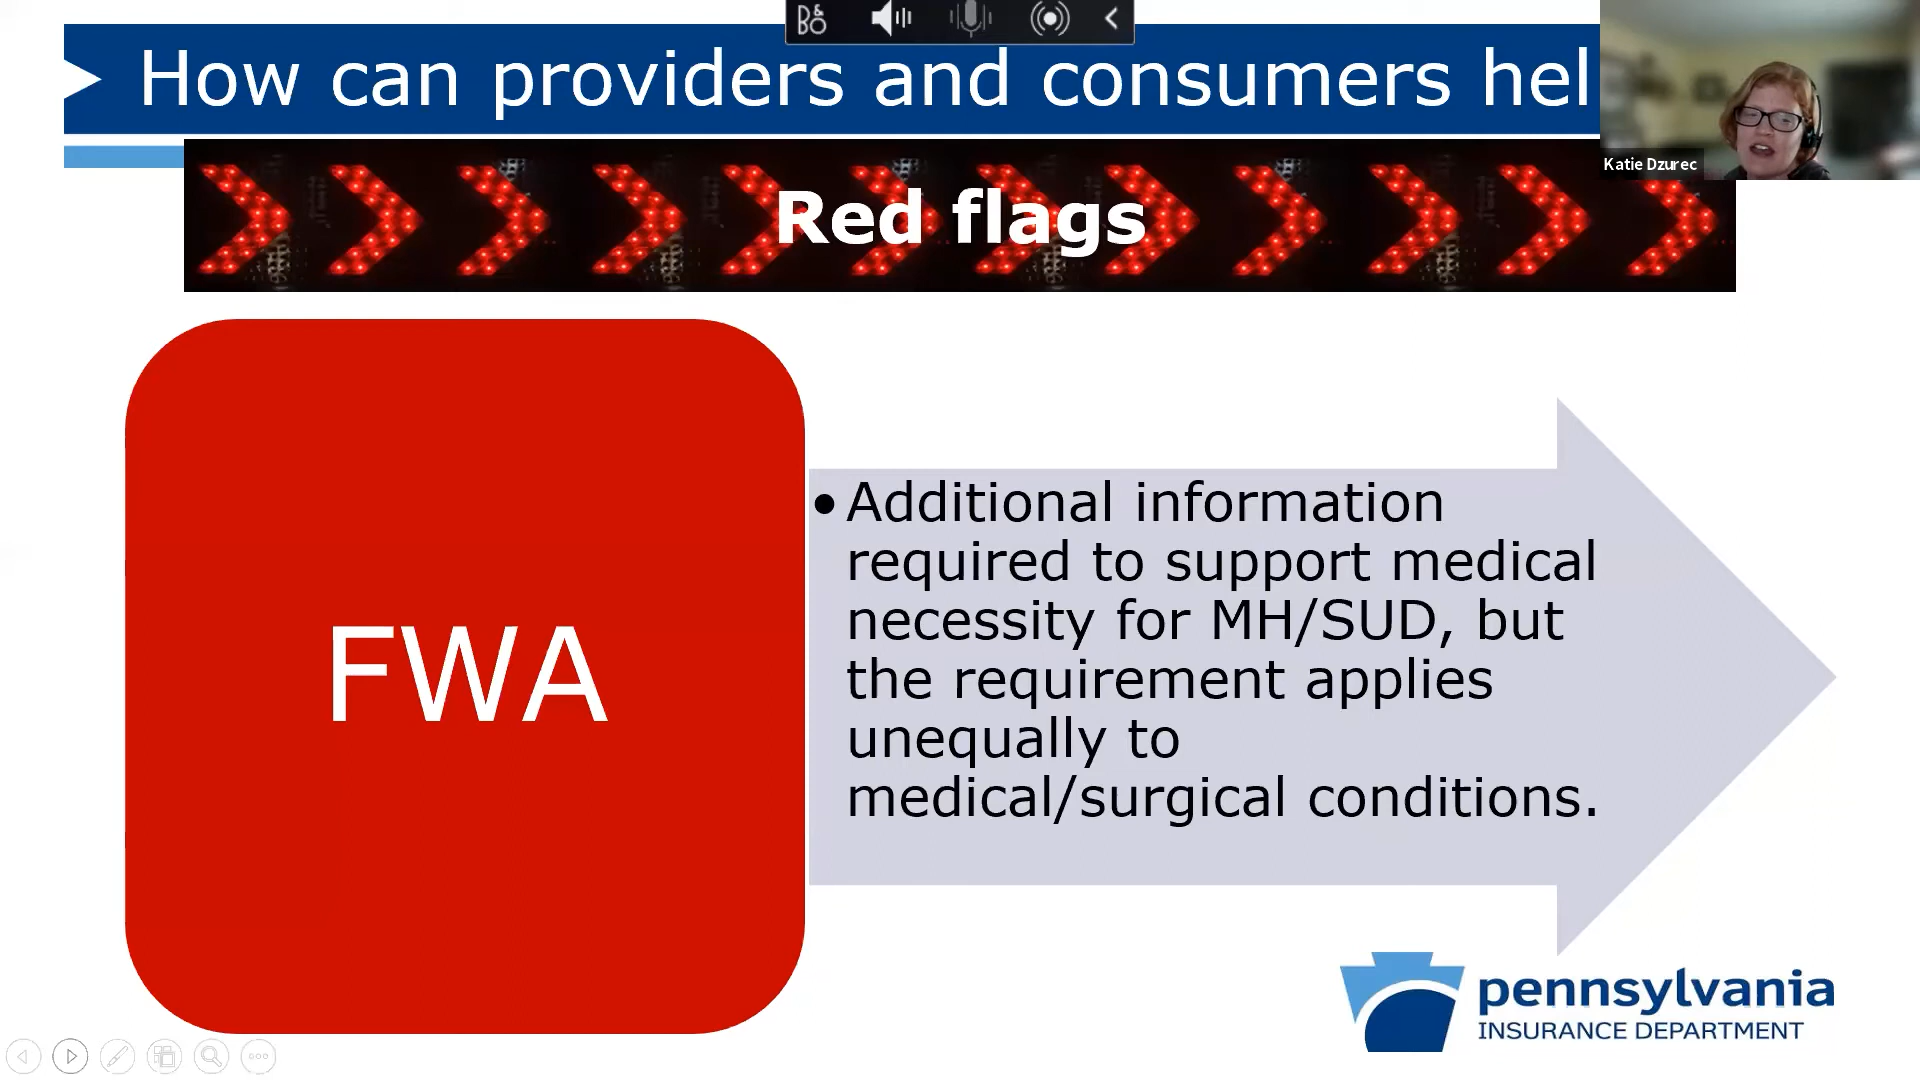 B&O
How can providers and consumers hel
Katie Dzurec
Red flags
FWA
•Additional information
required to support medical
necessity for MH/SUD, but
the requirement applies
unequally to
medical/surgical conditions.
pennsylvania
INSURANCE DEPARTMENT